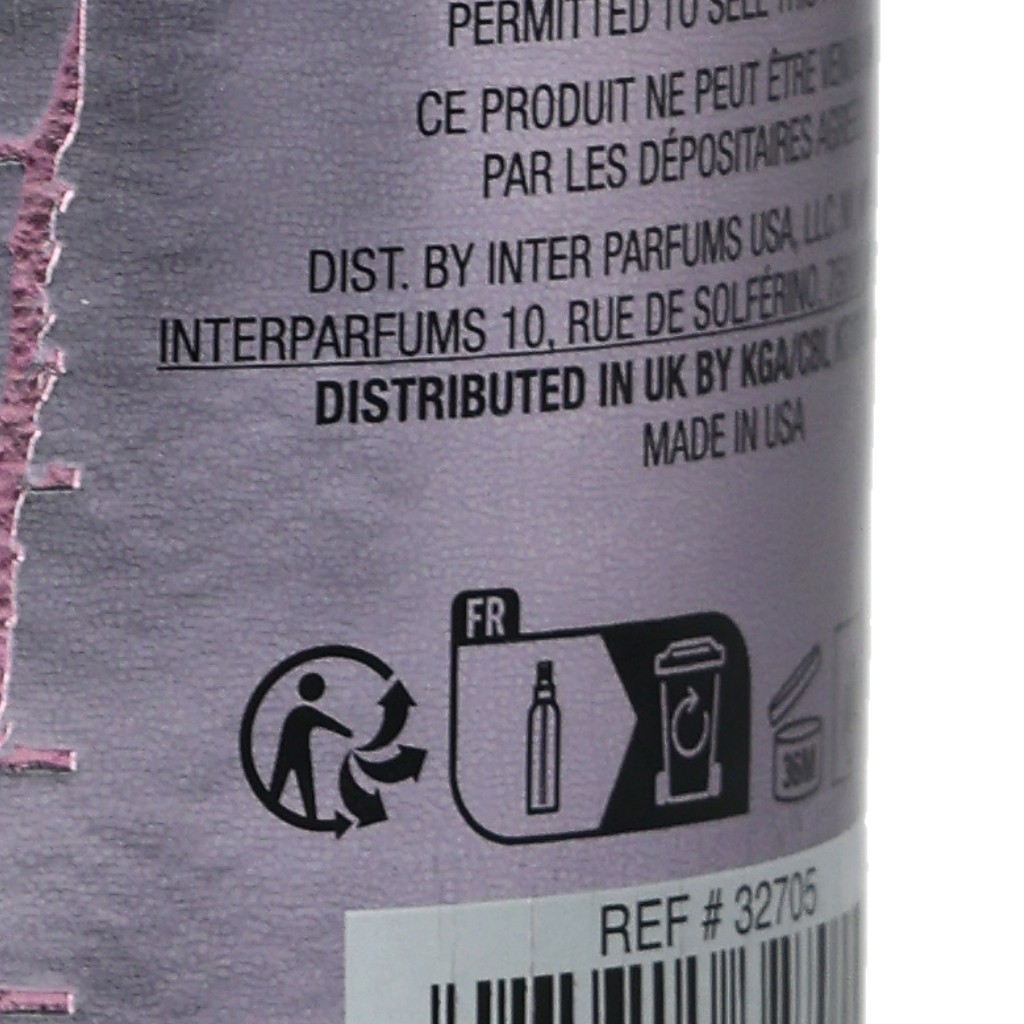 PERMITTED TO SELL
CE PRODUIT NE PEUT ÊTRE
PAR LES DÉPOSITAIRES
DIST. BY INTER PARFUMS USA, LLC
INTERPARFUMS 10, RUE DE SOLFÉRINO,
DISTRIBUTED IN UK BY KGA/CBL
MADE IN USA
FR
36M
REF # 32705